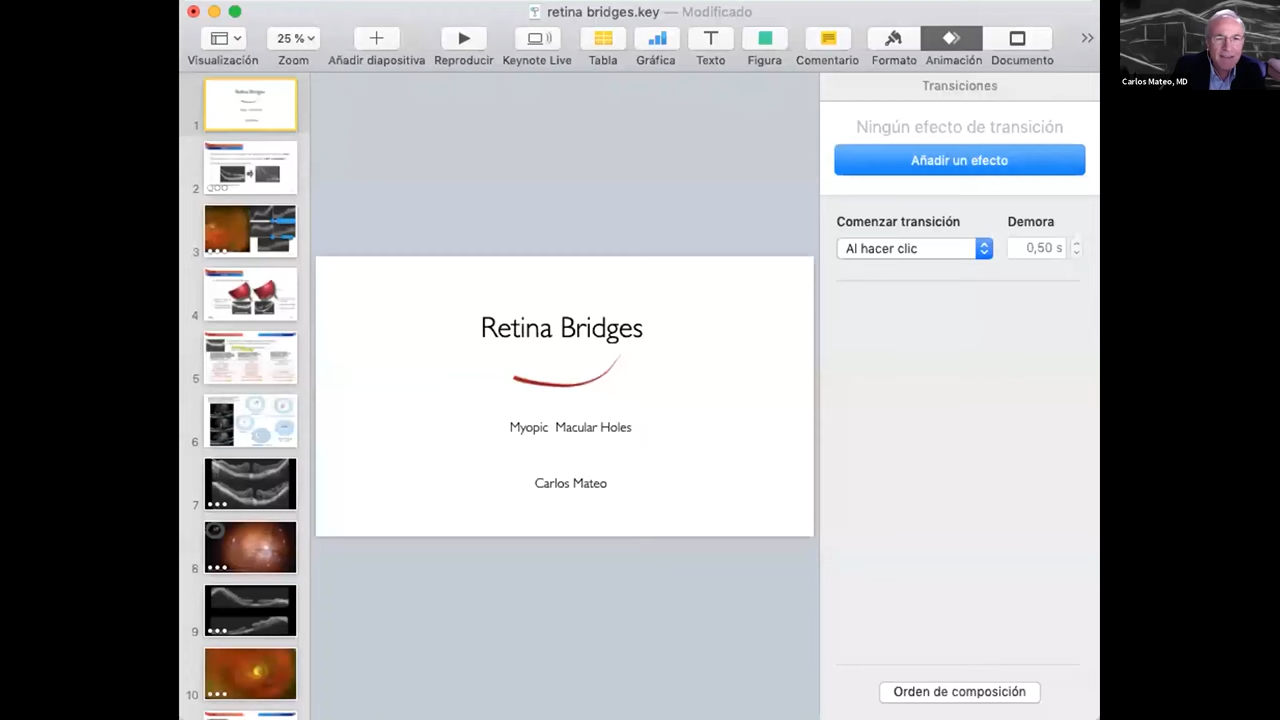 retina bridges.key — Modificado
25 %
Visualización
Zoom
Añadir diapositiva
Reproducir
Keynote Live
Tabla
Gráfica
Texto
Figura
Comentario
Formato
Animación
Documento
Carlos Mateo, MD
Transiciones
Ningún efecto de transición
Añadir un efecto
Comenzar transición
Demora
Al hacer clic
0,50 s
1
2
3
4
5
6
7
8
9
10
Retina Bridges
Myopic Macular Holes
Carlos Mateo
Orden de composición